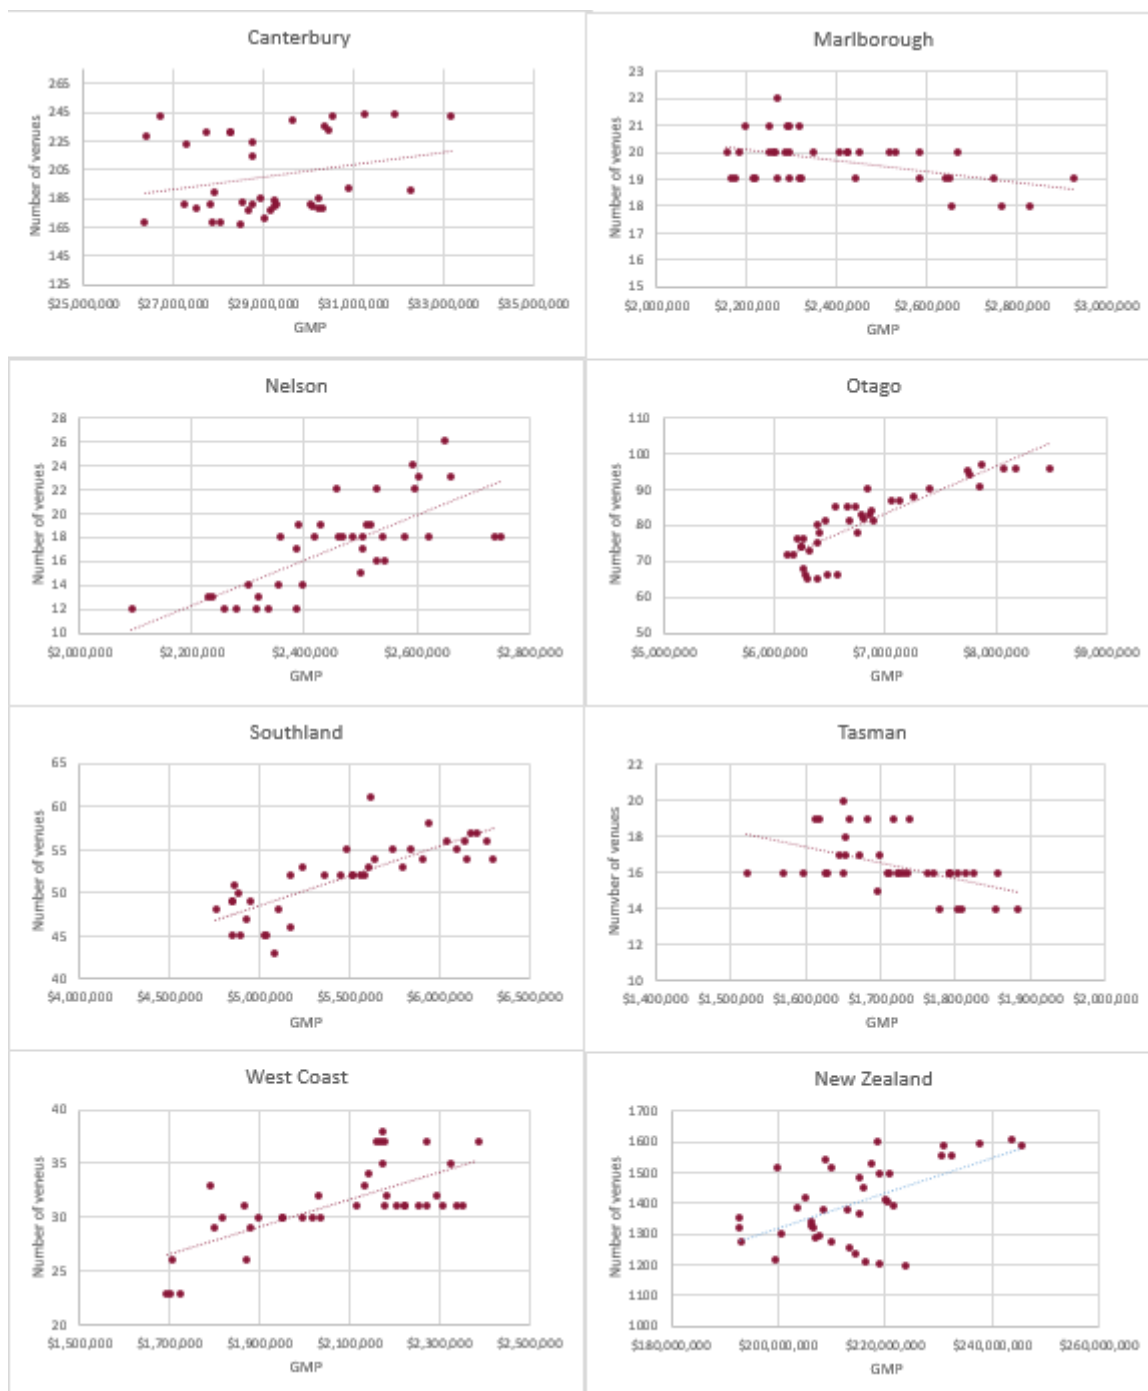 Canterbury
Number of venues
265
245
225
205
185
165
145
125
$25,000,000 $27,000,000 $29,000,000 $31,000,000 $33,000,000 $35,000,000
GMP
Marlborough
Number of venues
23
22
21
20
19
18
17
16
15
$2,000,000 $2,200,000 $2,400,000 $2,600,000 $2,800,000 $3,000,000
GMP
Nelson
Number of venues
28
26
24
22
20
18
16
14
12
10
$2,000,000 $2,200,000 $2,400,000 $2,600,000 $2,800,000
GMP
Otago
Number of venues
110
100
90
80
70
60
50
$5,000,000 $6,000,000 $7,000,000 $8,000,000 $9,000,000
GMP
Southland
Number of venues
65
60
55
50
45
40
$4,000,000 $4,500,000 $5,000,000 $5,500,000 $6,000,000 $6,500,000
GMP
Tasman
Numvber of venues
22
20
18
16
14
12
10
$1,400,000 $1,500,000 $1,600,000 $1,700,000 $1,800,000 $1,900,000 $2,000,000
GMP
West Coast
Number of veneus
40
35
30
25
20
$1,500,000 $1,700,000 $1,900,000 $2,100,000 $2,300,000 $2,500,000
GMP
New Zealand
Number of venues
1700
1600
1500
1400
1300
1200
1100
1000
$180,000,000 $200,000,000 $220,000,000 $240,000,000 $260,000,000
GMP